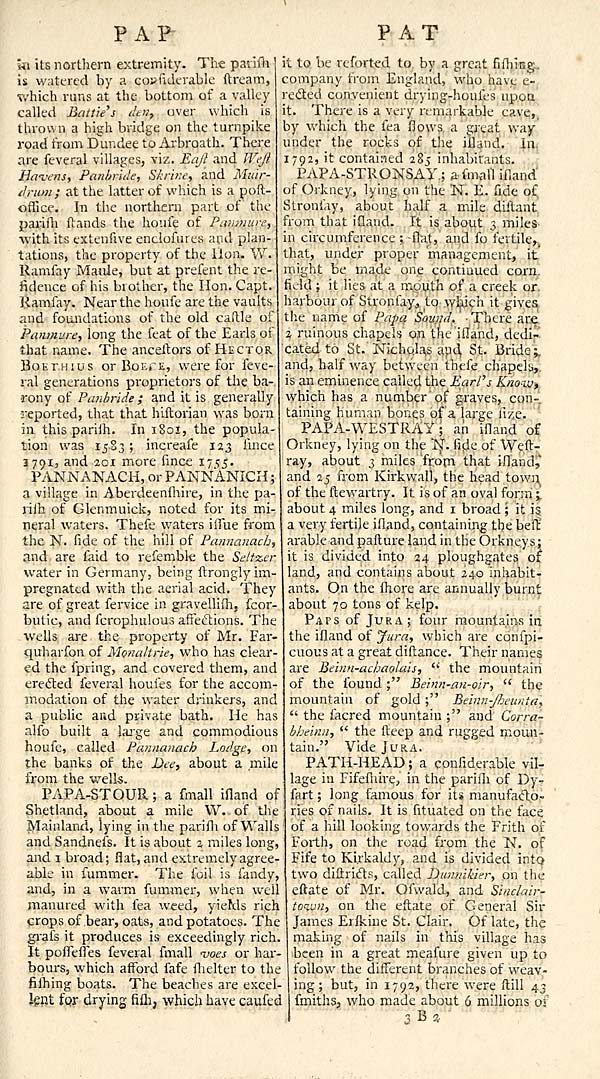 PAP
PAT
in its northern extremity. The pariſh
is watered by a conſiderable ſtream,
which runs at the bottom of a valley
called Battie's den, over which is
thrown a high bridge on the turnpike
road from Dundee to Arbroath. There
are ſeveral villages, viz. Eaſt and Weſt
Havens, Panbride, Skrine, and Muir-
drum; at the latter of which is a poſt-
office. In the northern part of the
pariſh ſtands the houſe of Panmure,
with its extenſive encloſures and plan-
tations, the property of the Hon. W.
Ramſay Maule, but at preſent the re-
ſidence of his brother, the Hon. Capt.
Ramſay. Near the houſe are the vaults
and foundations of the old caſtle of
Panmure, long the ſeat of the Earls of
that name. The anceſtors of HECTOR
BOETHIUS or BOECE, were for ſeve-
ral generations proprietors of the ba-
rony of Panbride; and it is generally
reported, that that hiſtorian was born
in this pariſh. In 1801, the popula-
tion was 1583; increaſe 123 ſince
1791, and 201 more ſince 1755.
PANNANACH, or PANNANICH;
a village in Aberdeenſhire, in the pa-
riſh of Glenmuick, noted for its mi-
neral waters. Theſe waters iſſue from
the N. ſide of the hill of Pannanach,
and are ſaid to reſemble the Seltzer
water in Germany, being ſtrongly im-
pregnated with the aerial acid. They
are of great ſervice in gravelliſh, ſcor-
butic, and ſcrophulous affections. The
wells are the property of Mr. Far-
quharſon of Monaltrie, who has clear-
ed the ſpring, and covered them, and
erected ſeveral houſes for the accom-
modation of the water drinkers, and
a public and private bath. He has
alſo built a large and commodious
houſe, called Pannanach Lodge, on
the banks of the Dee, about a mile
from the wells.
PAPA-STOUR; a ſmall iſland of
Shetland, about a mile W. of the
Mainland, lying in the pariſh of Walls
and Sandneſs. It is about 2 miles long,
and 1 broad; flat, and extremely agree-
able in ſummer. The ſoil is ſandy,
and, in a warm ſummer, when well
manured with ſea weed, yields rich
crops of bear, oats, and potatoes. The
graſs it produces is exceedingly rich.
It poſſeſſes ſeveral ſmall voes or har-
bours, which afford ſafe ſhelter to the
fiſhing boats. The beaches are excel-
lent for drying fiſh, which have cauſed
it to be reſorted to by a great fiſhing
company from England, who have e-
rected convenient drying-houſes upon
it. There is a very remarkable cave,
by which the ſea flows a great way
under the rocks of the iſland. In
1792, it contained 285 inhabitants.
PAPA-STRONSAY; a ſmall iſland
of Orkney, lying on the N. E. ſide of
Stronſay, about half a mile diſtant
from that iſland. It is about 3 miles
in circumference; flat, and ſo fertile,
that, under proper management, it
might be made one continued corn
field; it lies at a mouth of a creek or
harbour of Stronſay, to which it gives
the name of Papa Sound. There are
2 ruinous chapels on the iſland, dedi-
cated to St. Nicholas and St. Bride;
and, half way between theſe chapels,
is an eminence called the Earl's Know,
which has a number of graves, con-
taining human bones of a large ſize.
PAPA-WESTRAY; an iſland of
Orkney, lying on the N. ſide of Weſt-
ray, about 3 miles from that iſland,
and 25 from Kirkwall, the head town
of the ſtewartry. It is of an oval form;
about 4 miles long, and 1 broad; it is
a very fertile iſland, containing the beſt
arable and paſture land in the Orkneys;
it is divided into 24 ploughgates of
land, and contains about 240 inhabit-
ants. On the ſhore are annually burnt
about 70 tons of kelp.
PAPS of JURA; four mountains in
the iſland of Jura, which are conſpi-
cuous at a great diſtance. Their names
are Beinn-achaolais, “ the mountain
of the ſound;” Beinn-an-oir, “ the
mountain of gold;” Beinn-ſheunta,
“ the ſacred mountain;” and Corra-
bheinn, “ the ſteep and rugged moun-
tain.” Vide JURA.
PATH-HEAD; a conſiderable vil-
lage in Fifeſhire, in the pariſh of Dy-
ſart; long famous for its manufacto-
ries of nails. It is ſituated on the face
of a hill looking towards the Frith of
Forth, on the road from the N. of
Fife to Kirkaldy, and is divided into
two diſtricts, called Dunnikier, on the
eſtate of Mr. Oſwald, and Sinclair-
town, on the eſtate of General Sir
James Erſkine St. Clair. Of late, the
making of nails in this village has
been in a great meaſure given up to
follow the different branches of weav-
ing; but, in 1792, there were ſtill 43
ſmiths, who made about 6 millions of
3 B 2